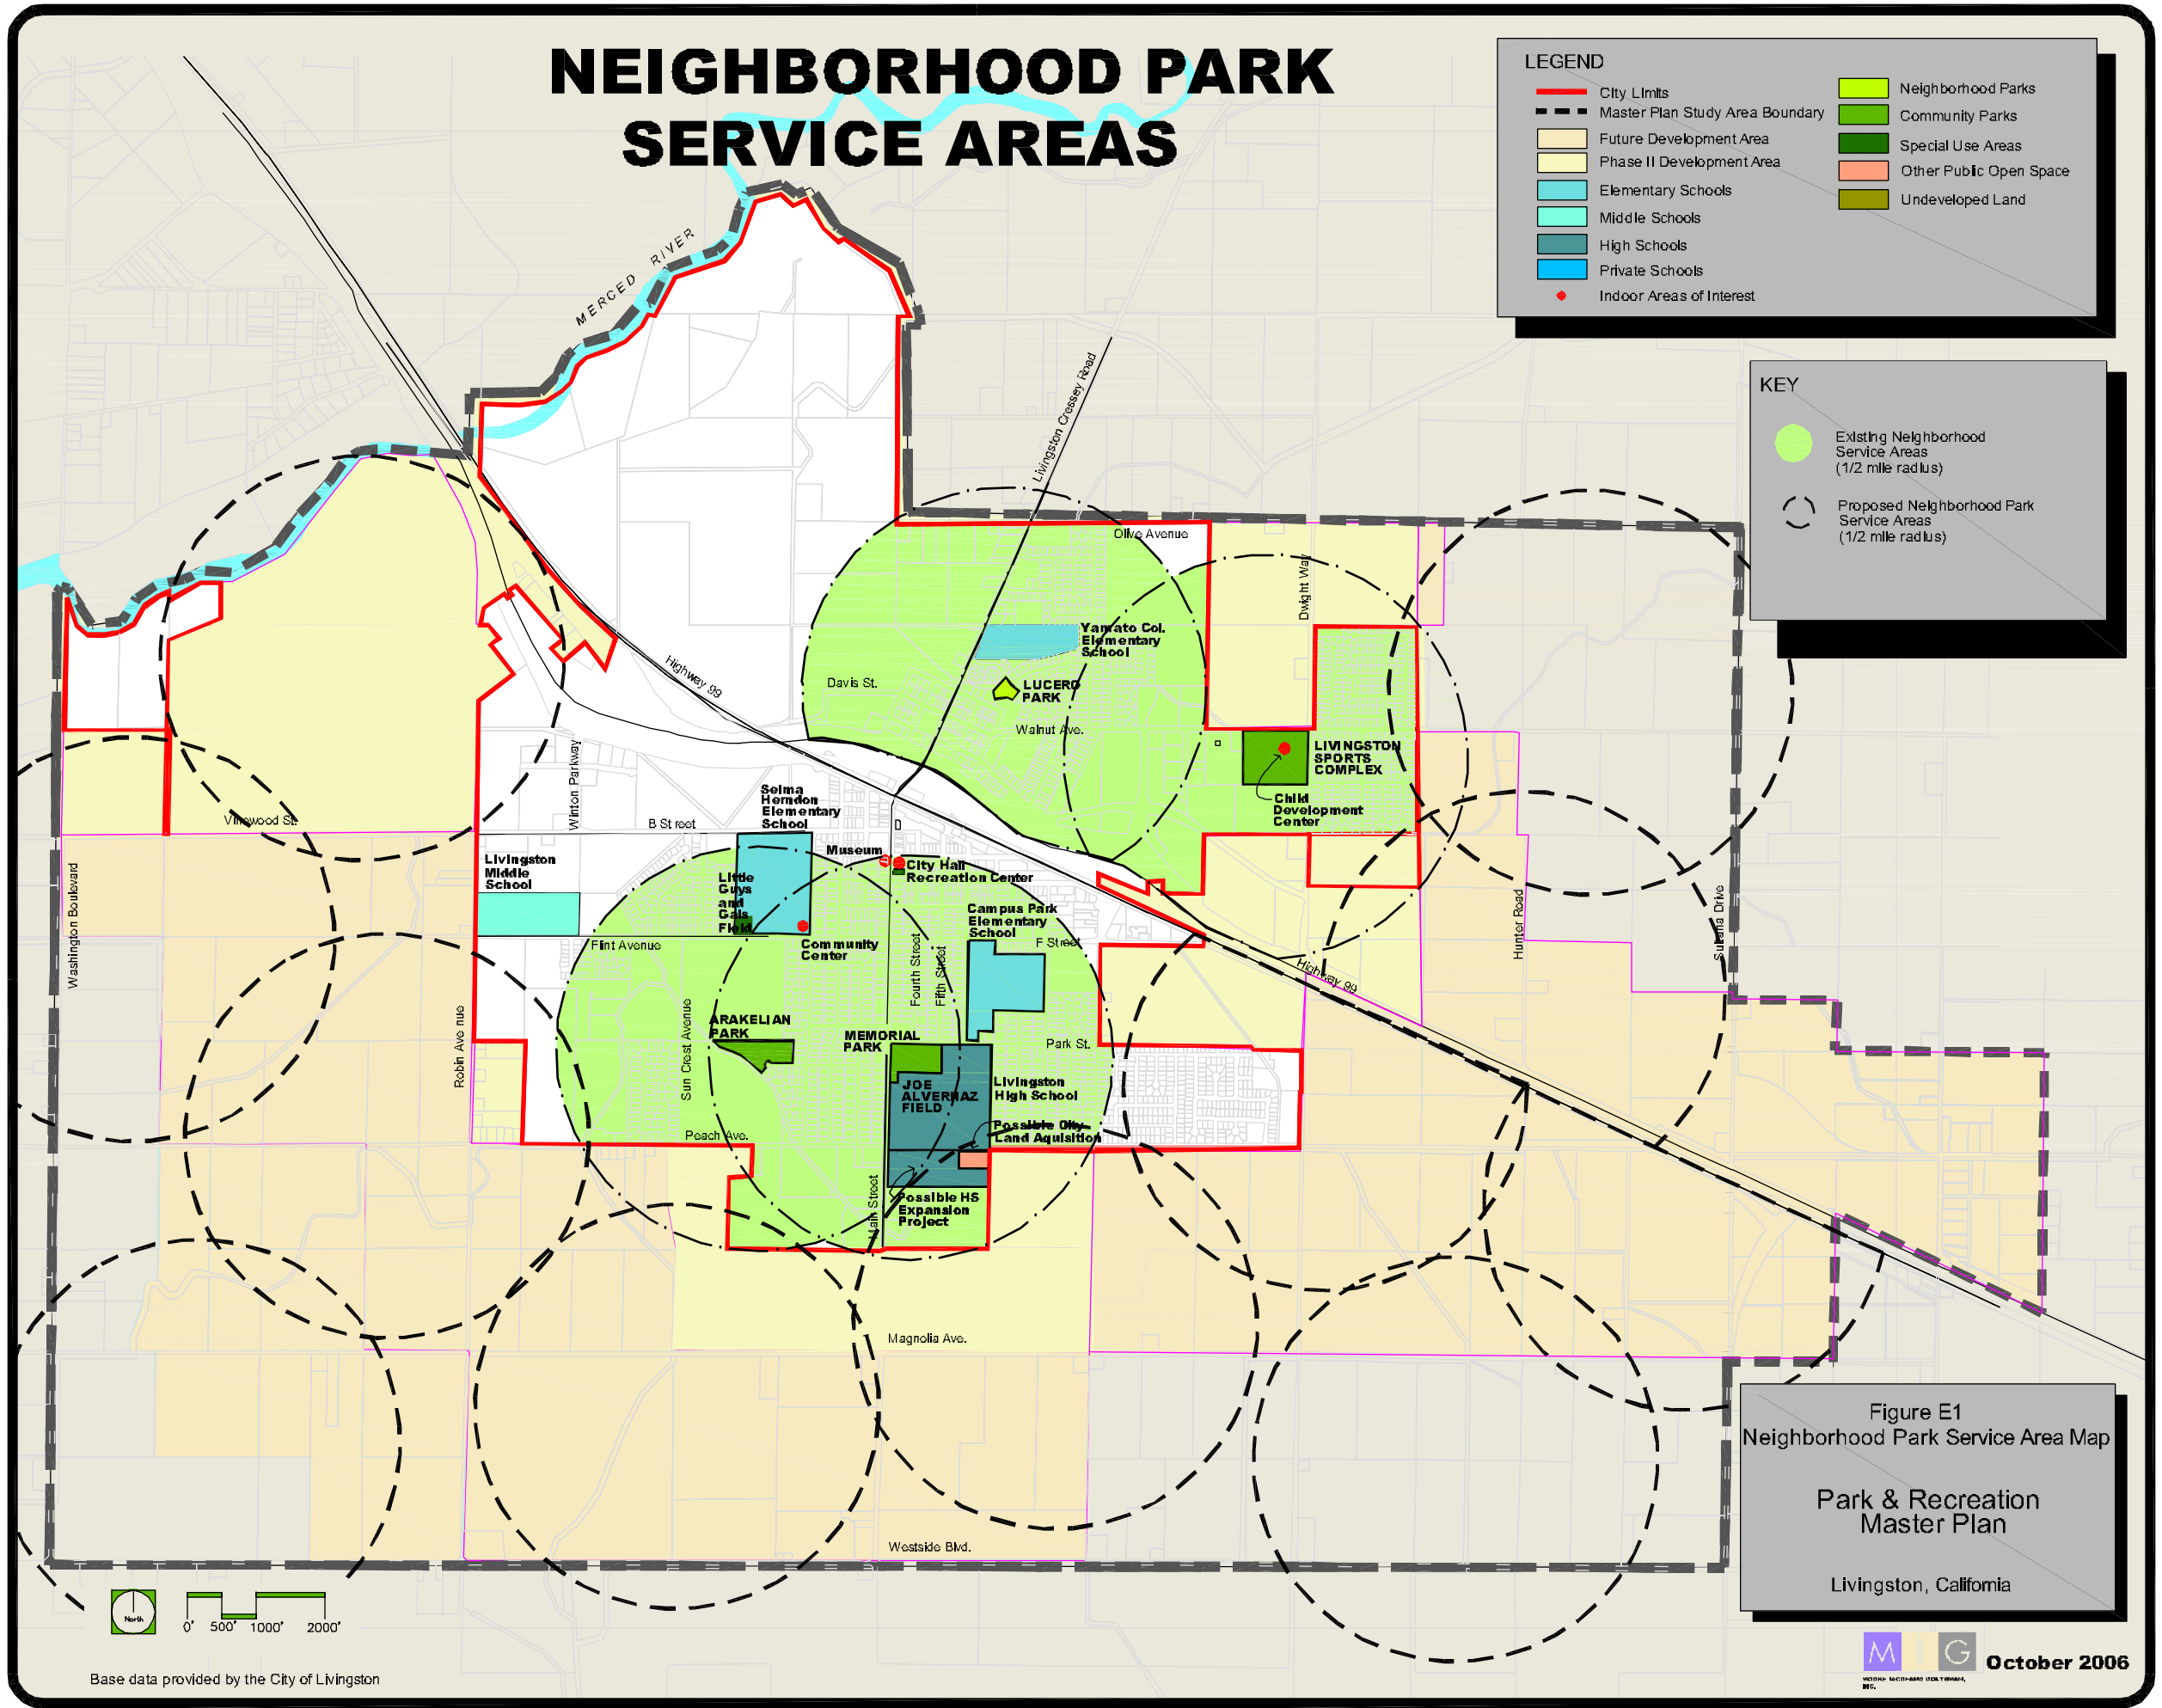 NEIGHBORHOOD PARK
SERVICE AREAS
LEGEND
City Limits
Master Plan Study Area Boundary
Future Development Area
Phase II Development Area
Elementary Schools
Middle Schools
High Schools
Private Schools
Indoor Areas of Interest
Neighborhood Parks
Community Parks
Special Use Areas
Other Public Open Space
Undeveloped Land
KEY
Existing Neighborhood
Service Areas
(1/2 mile radius)
Proposed Neighborhood Park
Service Areas
(1/2 mile radius)
MERCED RIVER
Livingston Cressey Road
Olive Avenue
Dwight Way
Yamato Col.
Elementary
School
Highway 99
Davis St.
LUCERO
PARK
Walnut Ave.
LIVINGSTON
SPORTS
COMPLEX
Child
Development
Center
Winton Parkway
Selma
Herndon
Elementary
School
Vinewood St.
B Street
Museum
City Hall
Recreation Center
Livingston
Middle
School
Little
Guys
and
Gals
Field
Campus Park
Elementary
School
Washington Boulevard
Hunter Road
Sultana Drive
Flint Avenue
Community
Center
Fourth Street
Fifth Street
F Street
Highway 99
Robin Avenue
Sun Crest Avenue
ARAKELIAN
PARK
MEMORIAL
PARK
Park St.
JOE
ALVERNAZ
FIELD
Livingston
High School
Peach Ave.
Possible City
Land Aquisition
Main Street
Possible HS
Expansion
Project
Magnolia Ave.
Westside Blvd.
Figure E1
Neighborhood Park Service Area Map
Park & Recreation
Master Plan
Livingston, California
North
0' 500' 1000' 2000'
Base data provided by the City of Livingston
M I G
October 2006